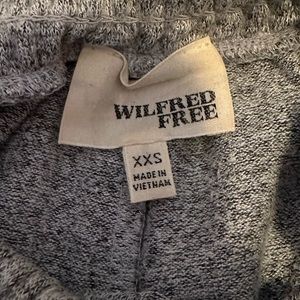 WILFRED
FREE
XXS
MADE IN
VIETNAM